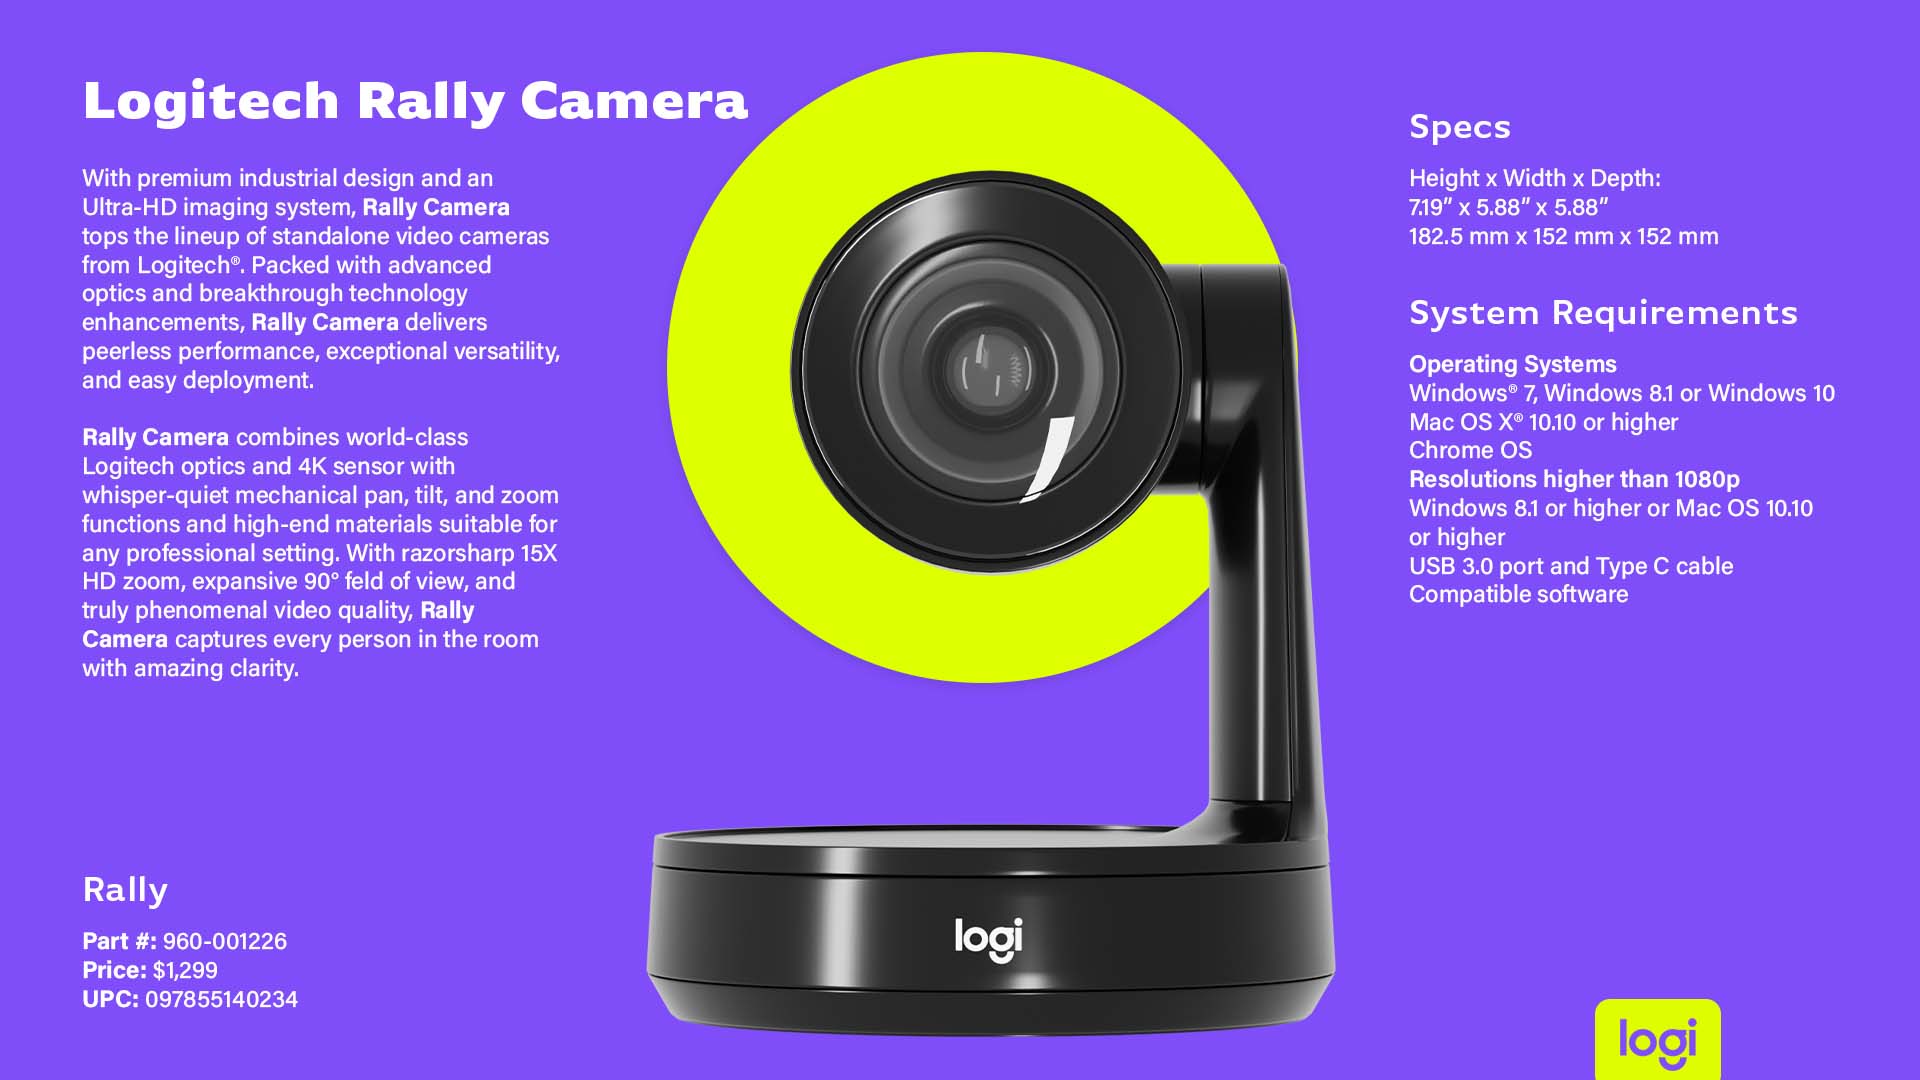 Logitech Rally Camera
With premium industrial design and an
Ultra-HD imaging system, Rally Camera
tops the lineup of standalone video cameras
from Logitech®. Packed with advanced
optics and breakthrough technology
enhancements, Rally Camera delivers
peerless performance, exceptional versatility,
and easy deployment.
Rally Camera combines world-class
Logitech optics and 4K sensor with
whisper-quiet mechanical pan, tilt, and zoom
functions and high-end materials suitable for
any professional setting. With razorsharp 15X
HD zoom, expansive 90° feld of view, and
truly phenomenal video quality, Rally
Camera captures every person in the room
with amazing clarity.
Rally
Part #: 960-001226
Price: $1,299
UPC: 097855140234
logi
Specs
Height x Width x Depth:
7.19” x 5.88” x 5.88”
182.5 mm x 152 mm x 152 mm
System Requirements
Operating Systems
Windows® 7, Windows 8.1 or Windows 10
Mac OS X® 10.10 or higher
Chrome OS
Resolutions higher than 1080p
Windows 8.1 or higher or Mac OS 10.10
or higher
USB 3.0 port and Type C cable
Compatible software
logi